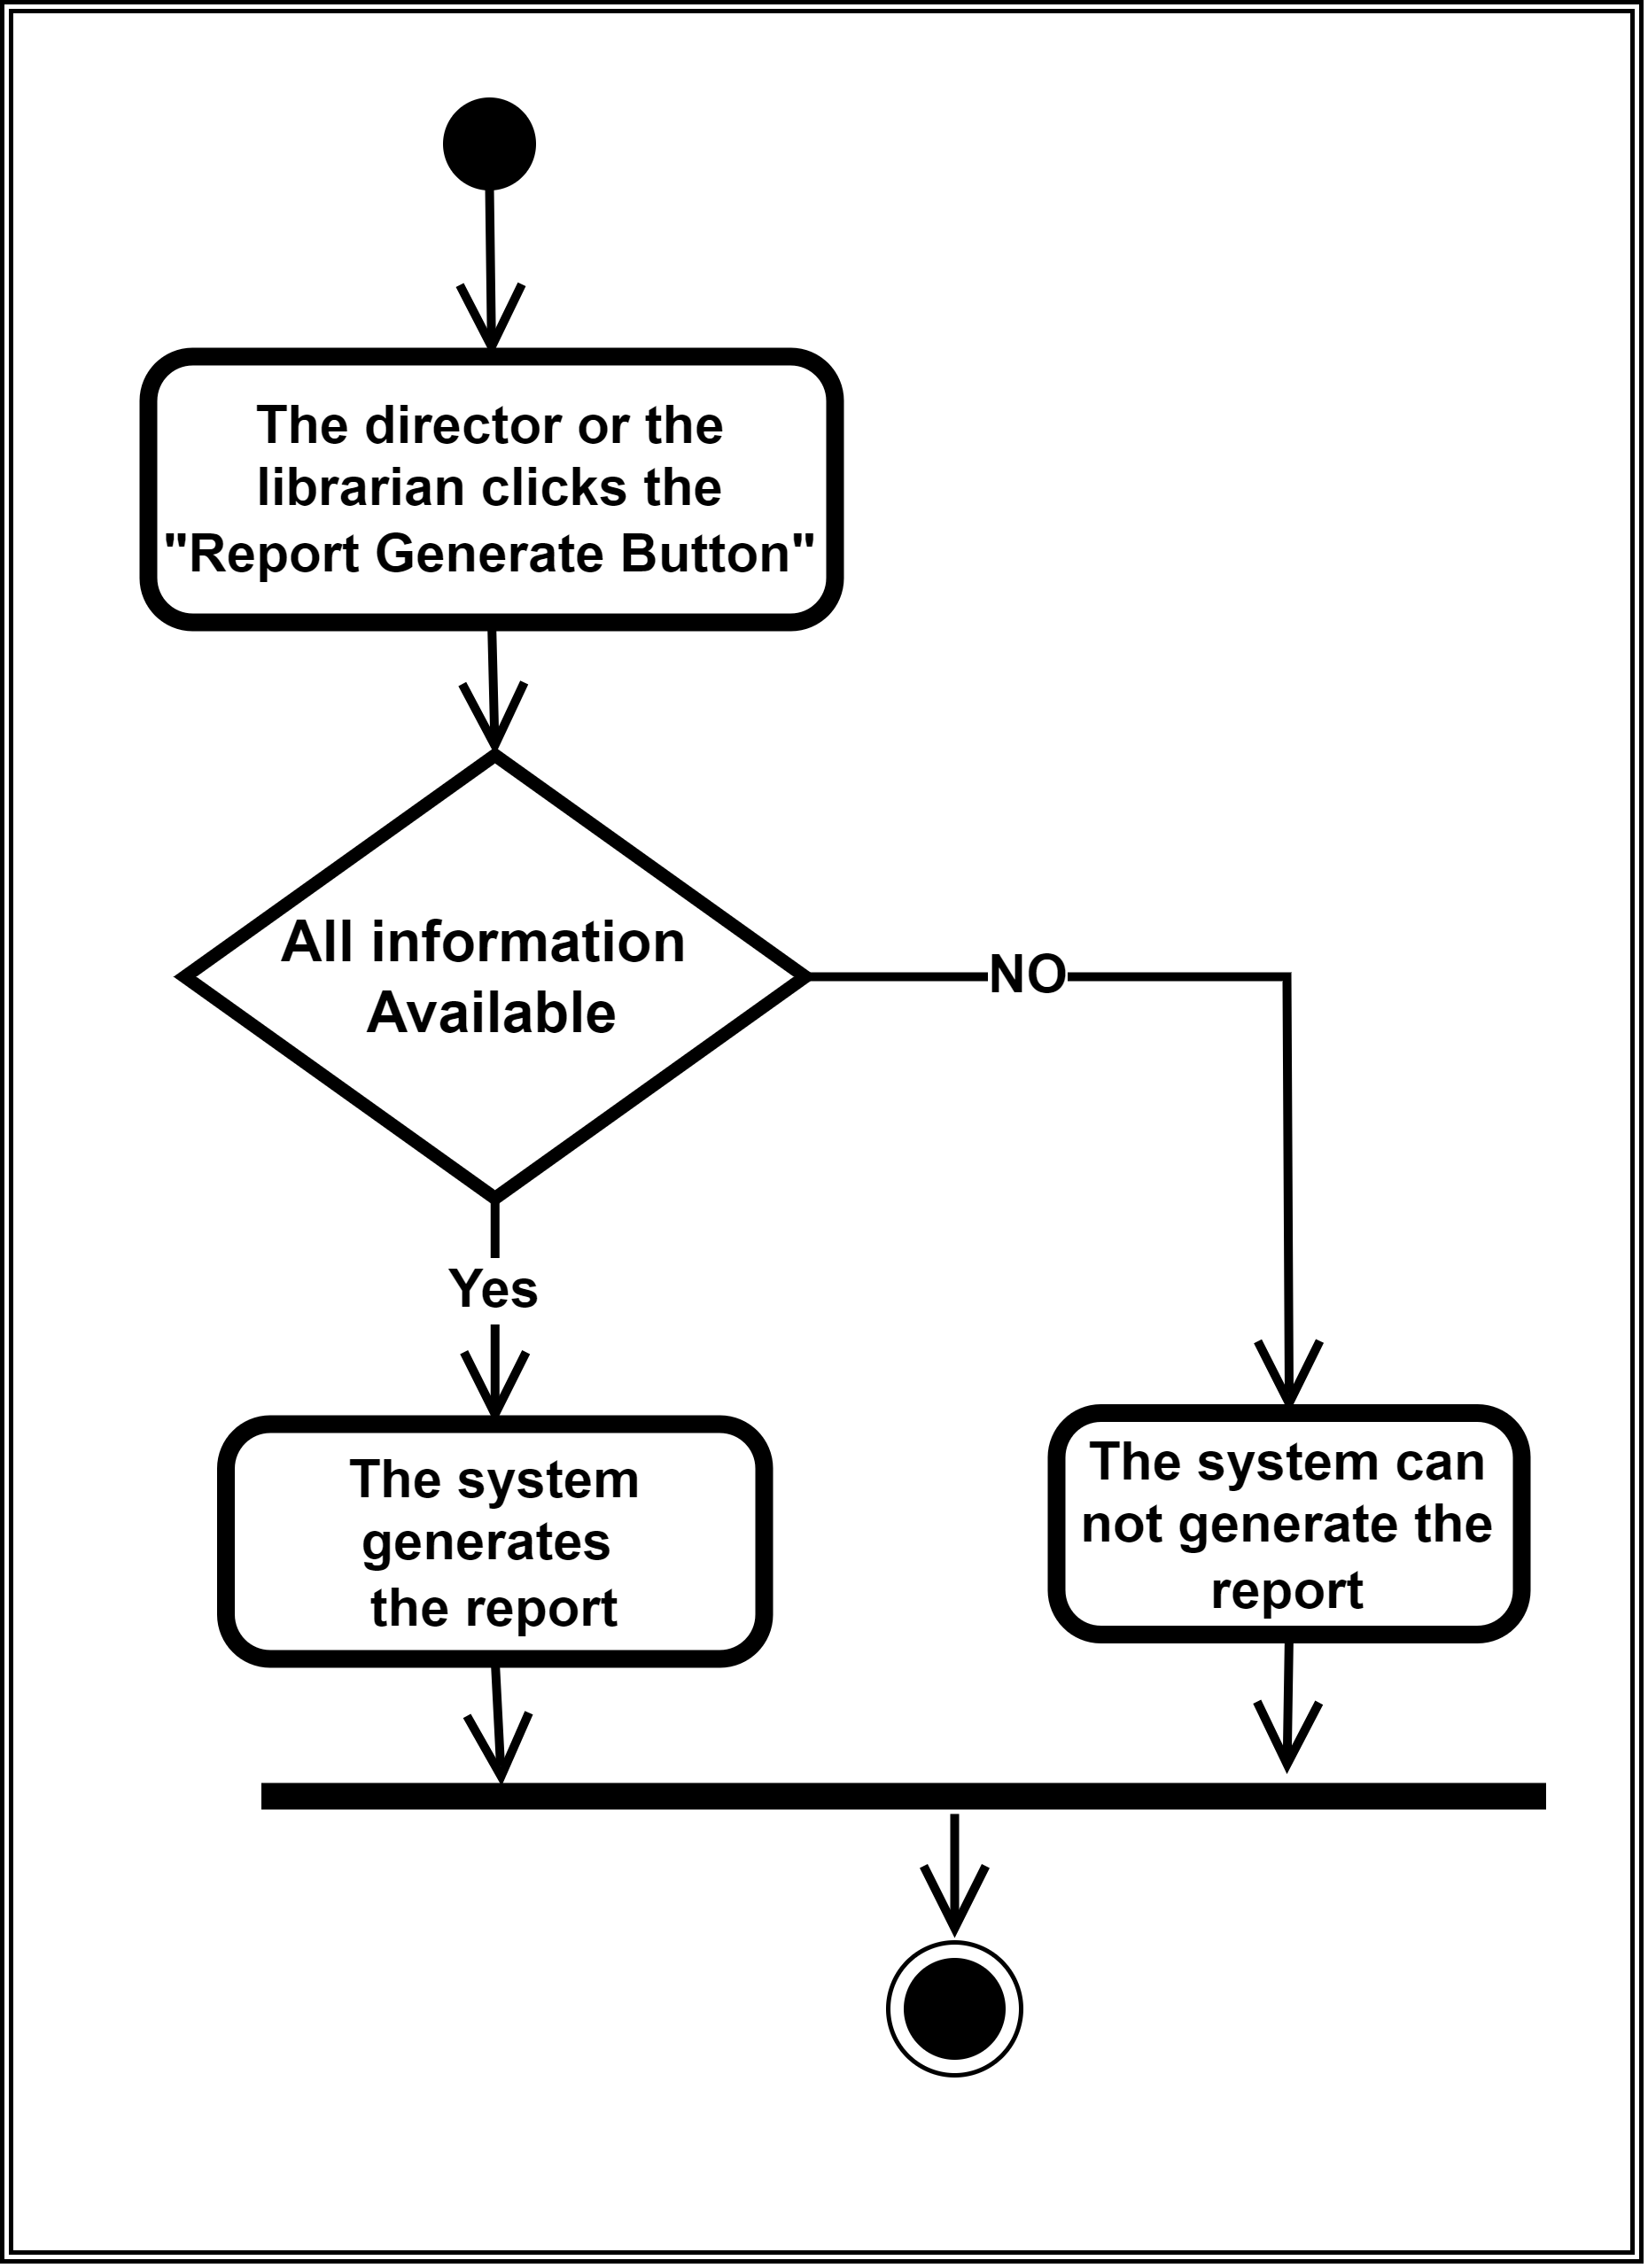 The director or the
librarian clicks the
"Report Generate Button"
All information
Available
NO
Yes
The system
generates
the report
The system can
not generate the
report